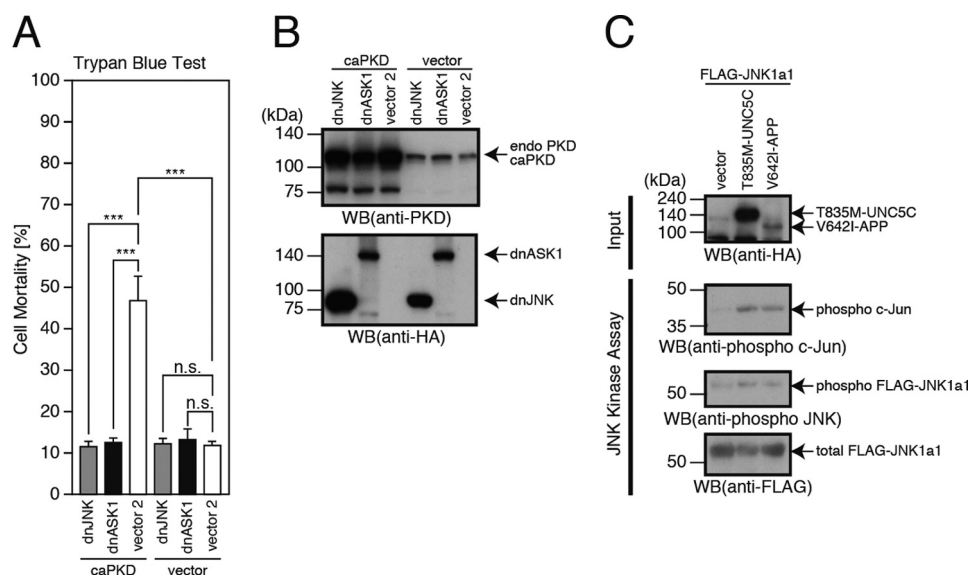 A
Trypan Blue Test
100
90
80
70
60
50
40
30
20
10
0
Cell Mortality [%]
***
***
***
n.s.
n.s.
dnJNK
dnASK1
vector 2
dnJNK
dnASK1
vector 2
caPKD
vector
B
caPKD
vector
dnJNK
dnASK1
vector 2
dnJNK
dnASK1
vector 2
(kDa)
140
100
75
endo PKD
caPKD
WB(anti-PKD)
140
100
75
dnASK1
dnJNK
WB(anti-HA)
C
FLAG-JNK1a1
vector
T835M-UNC5C
V642I-APP
(kDa)
Input
240
140
100
T835M-UNC5C
V642I-APP
WB(anti-HA)
JNK Kinase Assay
50
35
phospho c-Jun
WB(anti-phospho c-Jun)
50
phospho FLAG-JNK1a1
WB(anti-phospho JNK)
50
total FLAG-JNK1a1
WB(anti-FLAG)